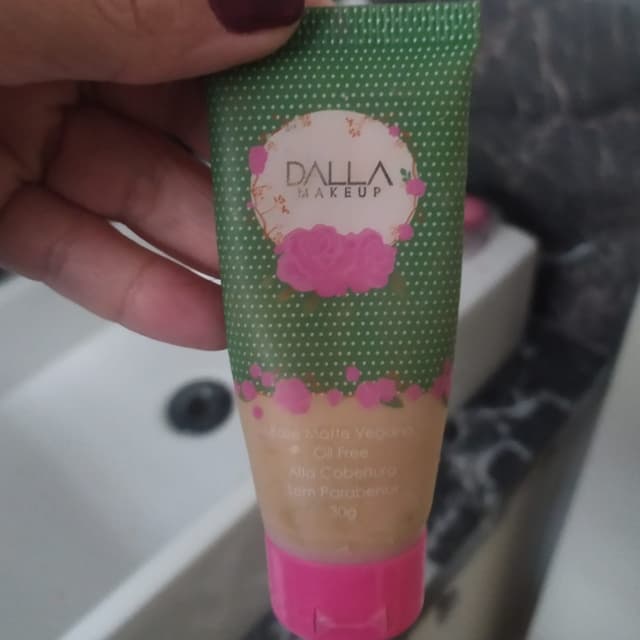 DALLA
MAKEUP
Base Matte Vegana
Oil Free
Alta Cobertura
Sem Parabenos
30g